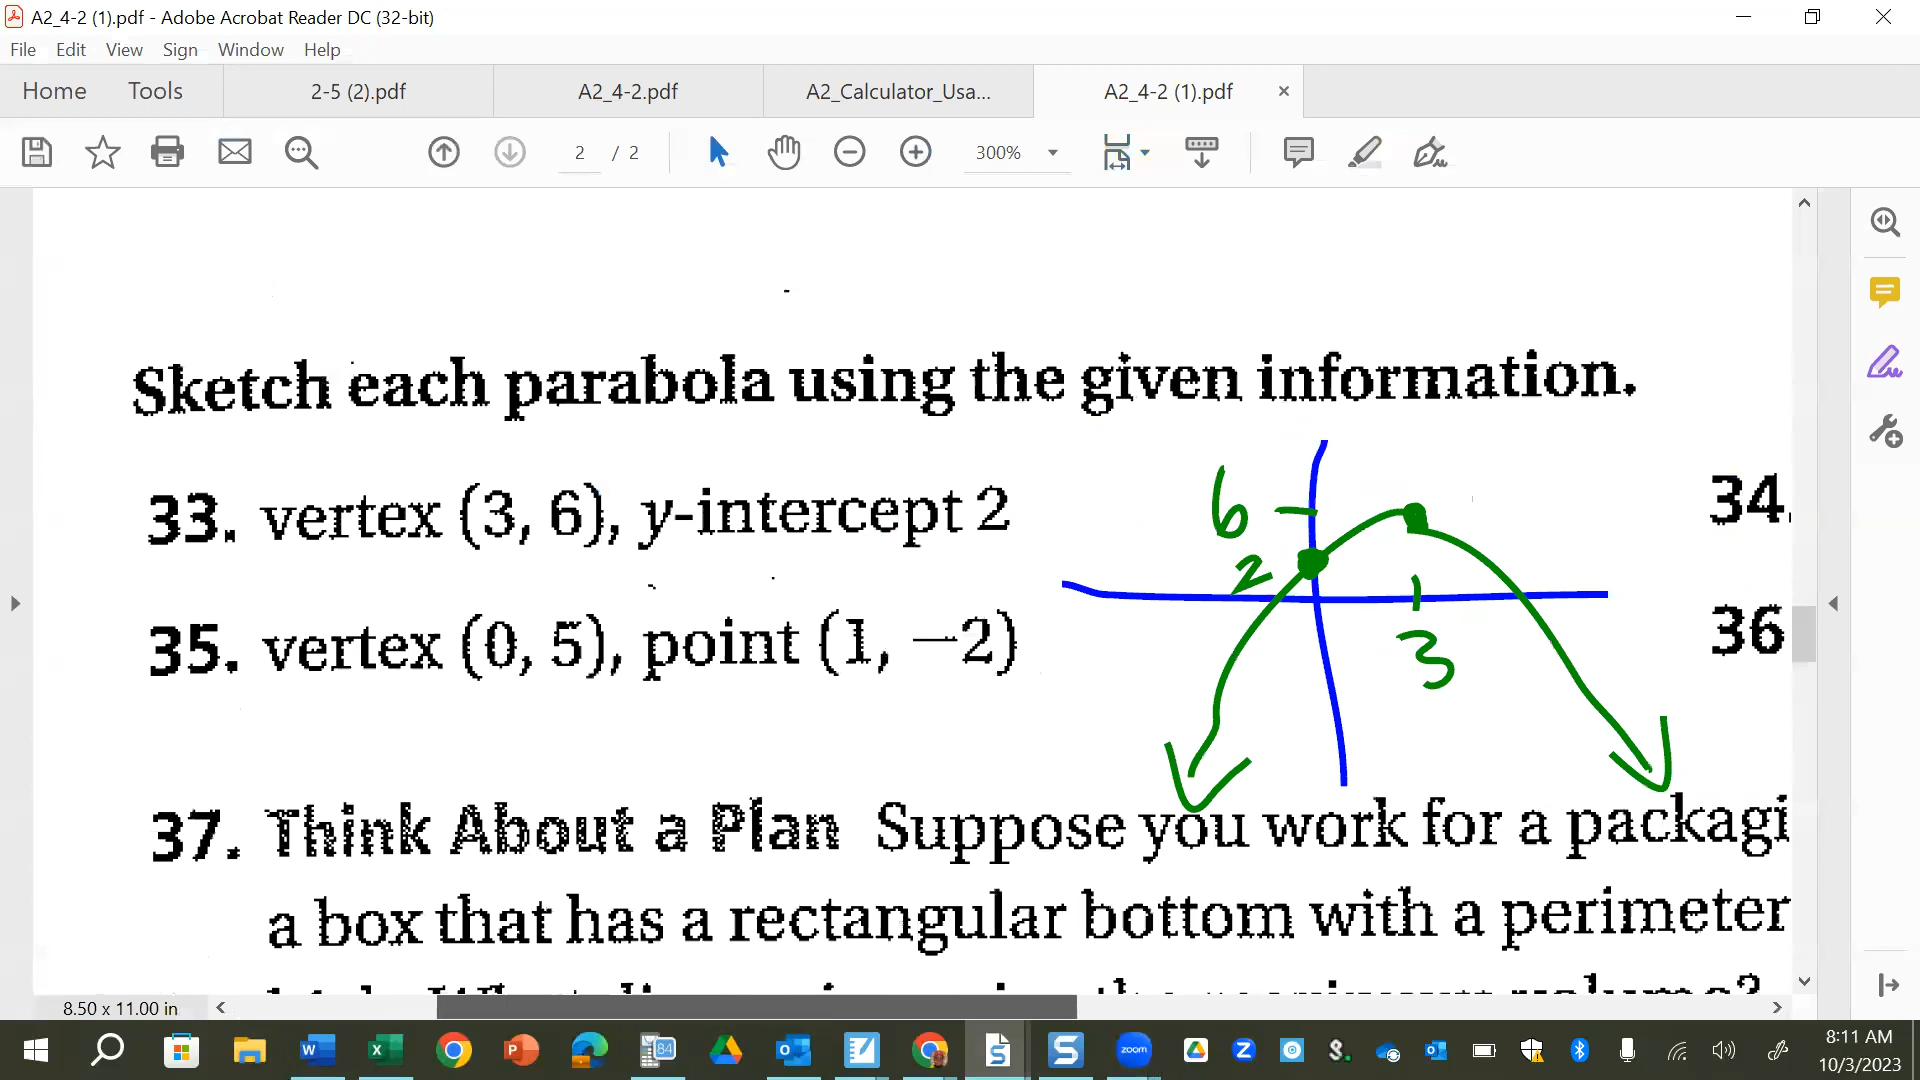 A2_4-2 (1).pdf - Adobe Acrobat Reader DC (32-bit)
File Edit View Sign Window Help
Home Tools 2-5 (2).pdf A2_4-2.pdf A2_Calculator_Usa... A2_4-2 (1).pdf
2 / 2 300%
Sketch each parabola using the given information.
33. vertex (3, 6), y-intercept 2
34.
35. vertex (0, 5), point (1, −2)
36
6
2
3
37. Think About a Plan Suppose you work for a packagi
a box that has a rectangular bottom with a perimeter
8.50 x 11.00 in
84
zoom
8:11 AM
10/3/2023